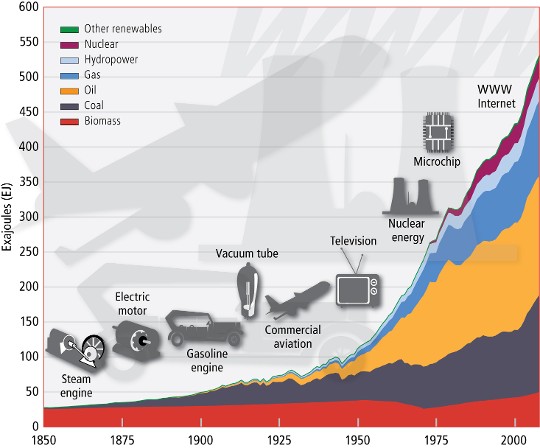 600
550
500
450
400
350
300
250
200
150
100
50
0
Exajoules (EJ)
Other renewables
Nuclear
Hydropower
Gas
Oil
Coal
Biomass
WWW
Internet
Microchip
Nuclear
energy
Television
Vacuum tube
Commercial
aviation
Electric
motor
Gasoline
engine
Steam
engine
1850
1875
1900
1925
1950
1975
2000